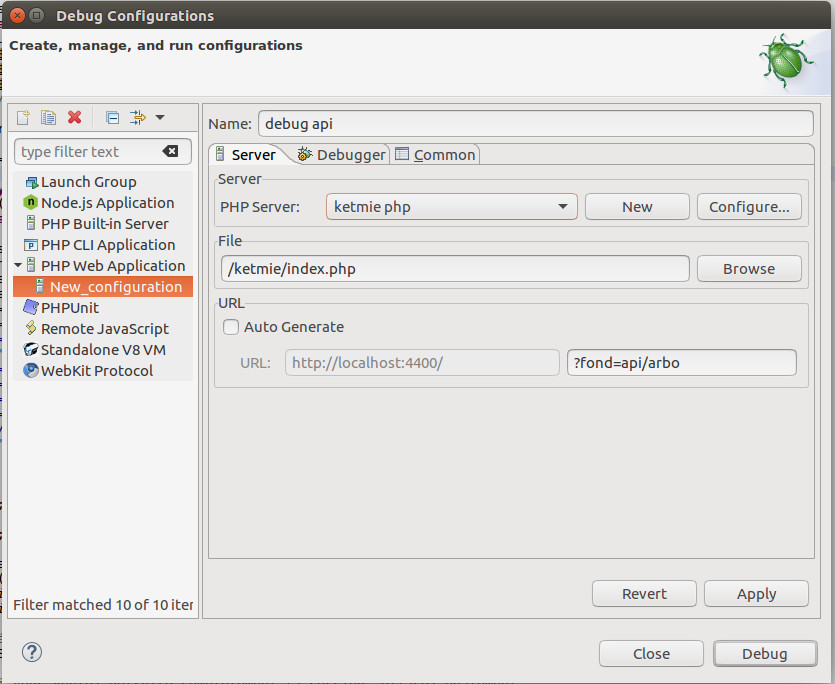 Debug Configurations
Create, manage, and run configurations
type filter text
Launch Group
Node.js Application
PHP Built-in Server
PHP CLI Application
PHP Web Application
New_configuration
PHPUnit
Remote JavaScript
Standalone V8 VM
WebKit Protocol
Filter matched 10 of 10 iter
Name: debug api
Server Debugger Common
Server
PHP Server: ketmie php New Configure...
File
/ketmie/index.php Browse
URL
Auto Generate
URL: http://localhost:4400/ ?fond=api/arbo
Revert Apply
? Close Debug